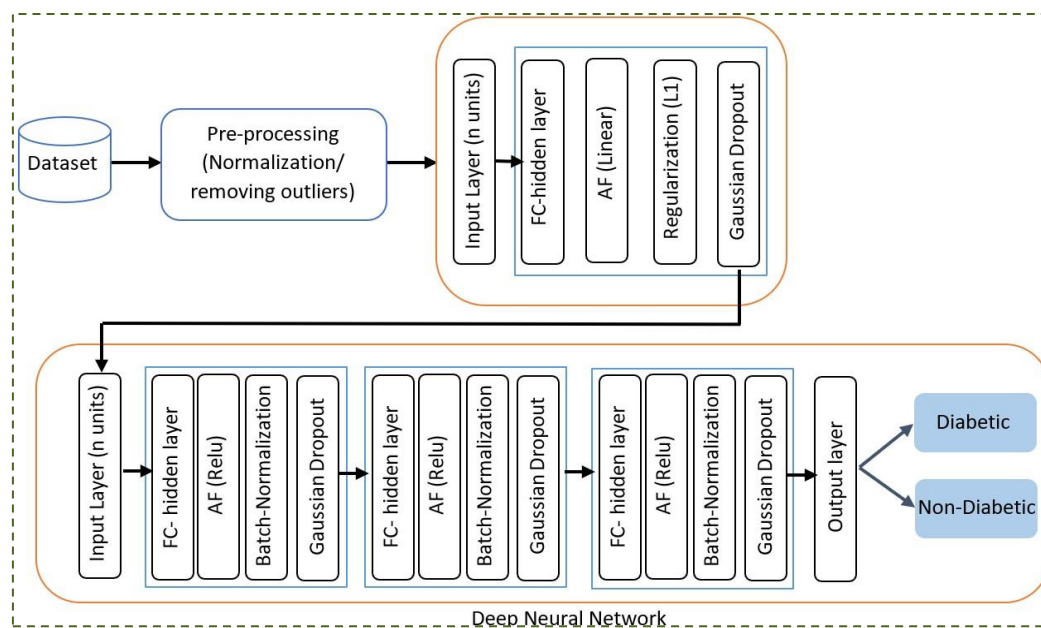 Dataset
Pre-processing
(Normalization/
removing outliers)
Input Layer (n units)
FC-hidden layer
AF (Linear)
Regularization (L1)
Gaussian Dropout
Input Layer (n units)
FC- hidden layer
AF (Relu)
Batch-Normalization
Gaussian Dropout
FC- hidden layer
AF (Relu)
Batch-Normalization
Gaussian Dropout
FC- hidden layer
AF (Relu)
Batch-Normalization
Gaussian Dropout
Output layer
Diabetic
Non-Diabetic
Deep Neural Network